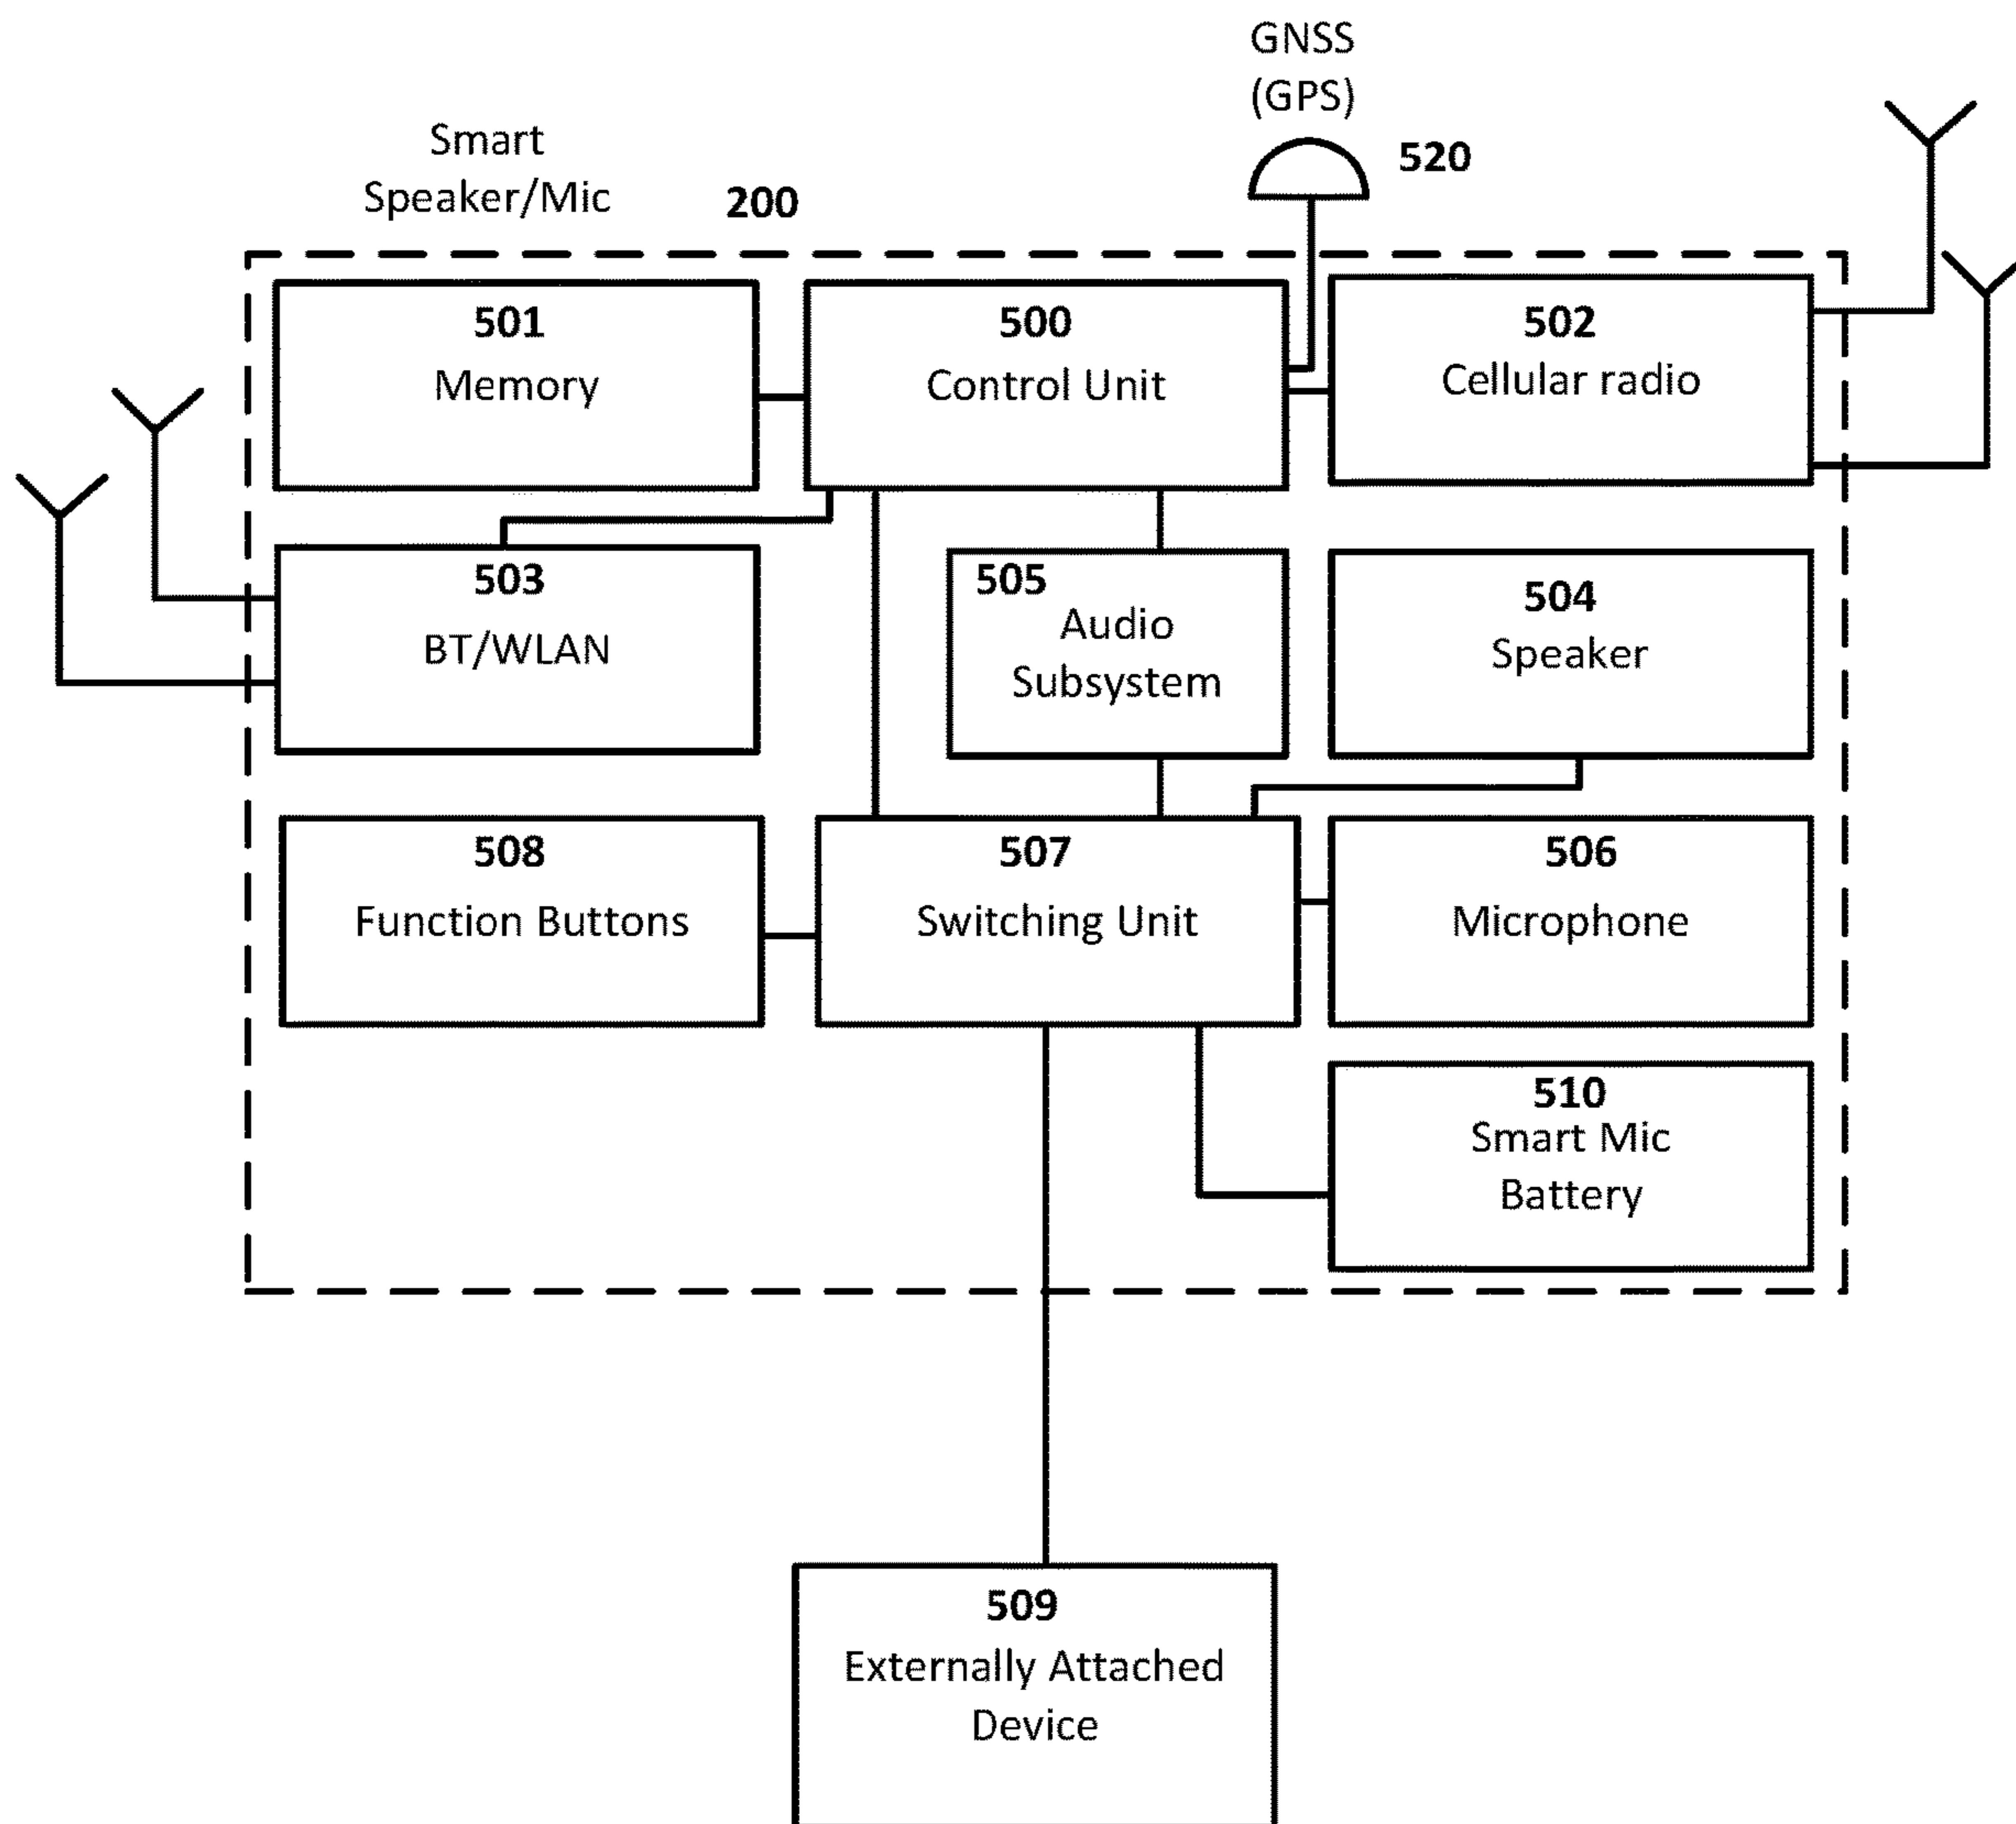 GNSS
(GPS)
520
Smart
Speaker/Mic
200
501
Memory
500
Control Unit
502
Cellular radio
503
BT/WLAN
505
Audio
Subsystem
504
Speaker
508
Function Buttons
507
Switching Unit
506
Microphone
510
Smart Mic
Battery
509
Externally Attached
Device